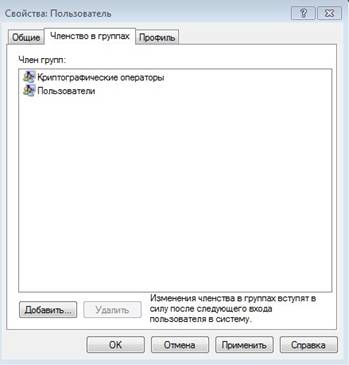 Свойства: Пользователь
Общие Членство в группах Профиль
Член групп:
Криптографические операторы
Пользователи
Добавить... Удалить
Изменения членства в группах вступят в
силу после следующего входа
пользователя в систему.
OK Отмена Применить Справка